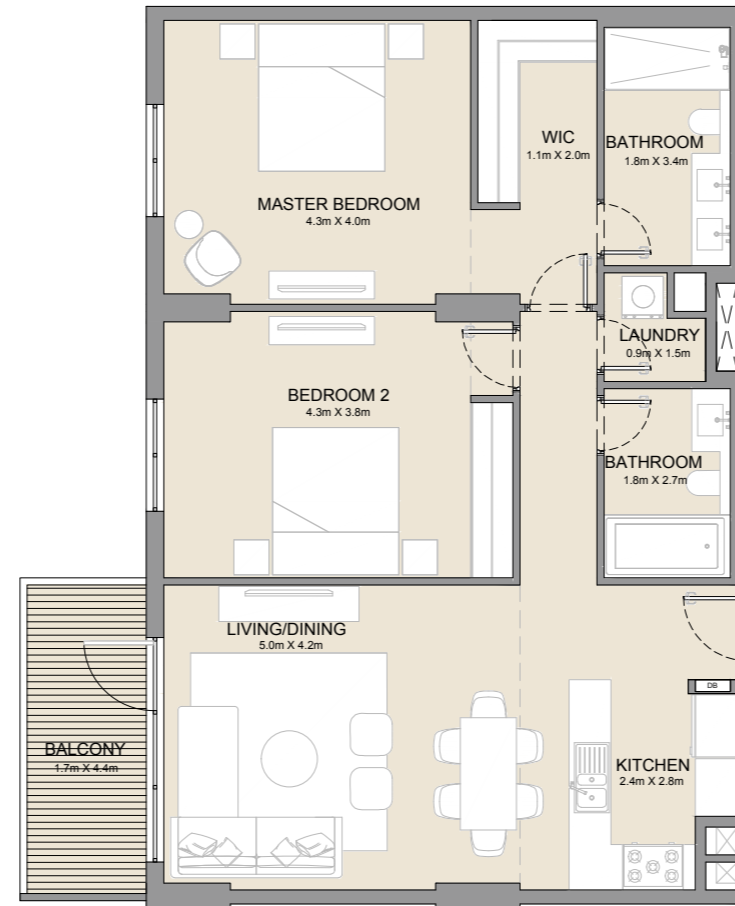 WIC
1.1m X 2.0m
BATHROOM
1.8m X 3.4m
MASTER BEDROOM
4.3m X 4.0m
LAUNDRY
0.9m X 1.5m
BEDROOM 2
4.3m X 3.8m
BATHROOM
1.8m X 2.7m
LIVING/DINING
5.0m X 4.2m
DB
BALCONY
1.7m X 4.4m
KITCHEN
2.4m X 2.8m